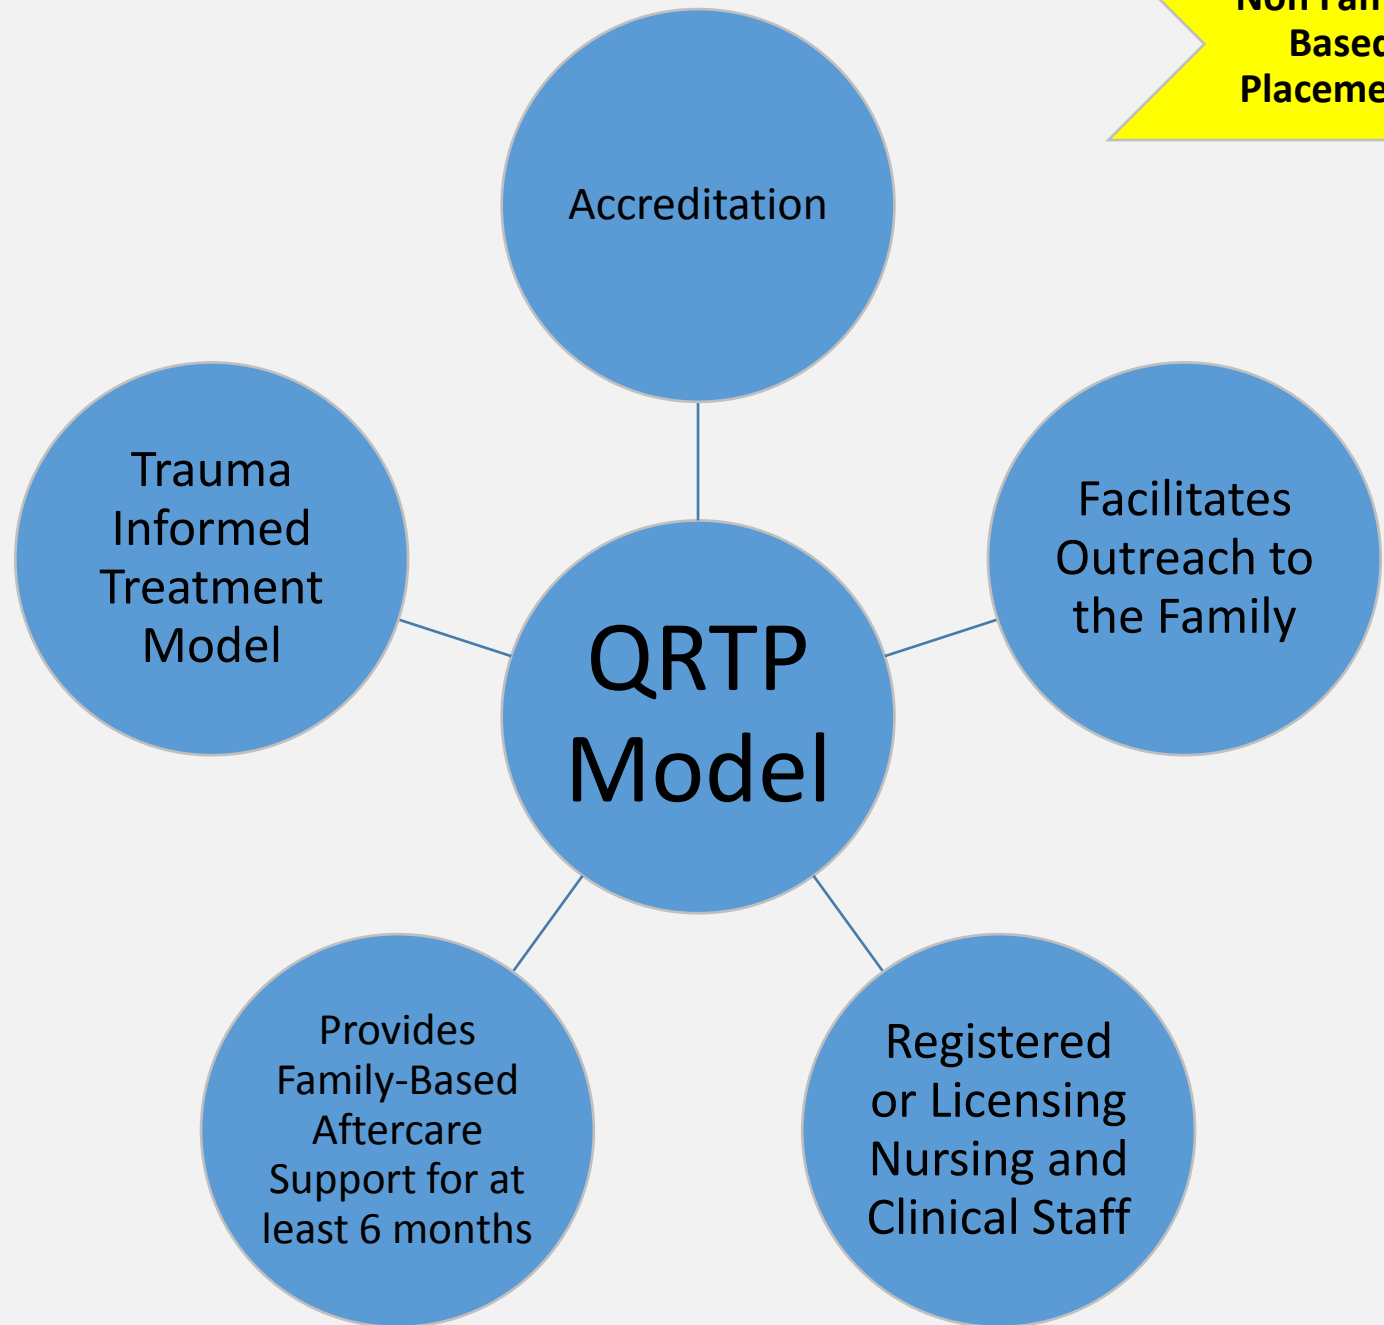 Based
Accreditation
Trauma
Informed
Treatment
Model
Facilitates
Outreach to
the Family
QRTP
Model
Provides
Family-Based
Aftercare
Support for at
least 6 months
Registered
or Licensing
Nursing and
Clinical Staff